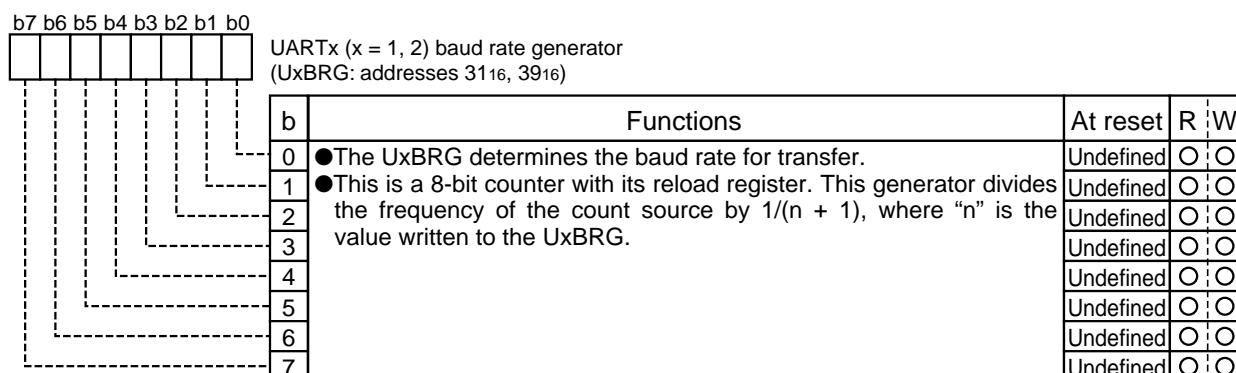 b7 b6 b5 b4 b3 b2 b1 b0
UARTx (x = 1, 2) baud rate generator
(UxBRG: addresses 3116, 3916)
b Functions At reset R W
0 ●The UxBRG determines the baud rate for transfer. Undefined O O
1 ●This is a 8-bit counter with its reload register. This generator divides Undefined O O
2 the frequency of the count source by 1/(n + 1), where “n” is the Undefined O O
3 value written to the UxBRG. Undefined O O
4 Undefined O O
5 Undefined O O
6 Undefined O O
7 Undefined O O